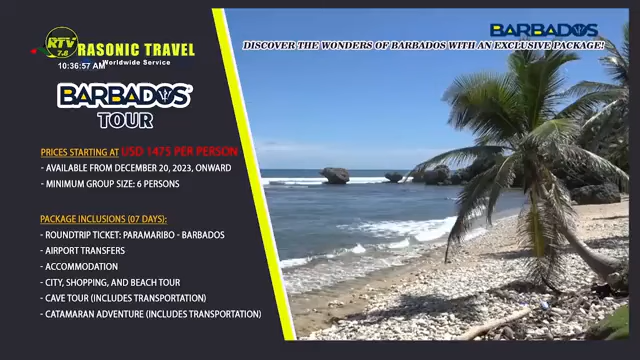 BARBADOS
DISCOVER THE WONDERS OF BARBADOS WITH AN EXCLUSIVE PACKAGE!
RTV
7.8
RASONIC TRAVEL
Worldwide Service
10:36:57 AM
BARBADOS
TOUR
PRICES STARTING AT USD 1475 PER PERSON
- AVAILABLE FROM DECEMBER 20, 2023, ONWARD
- MINIMUM GROUP SIZE: 6 PERSONS
PACKAGE INCLUSIONS (07 DAYS):
- ROUNDTRIP TICKET: PARAMARIBO - BARBADOS
- AIRPORT TRANSFERS
- ACCOMMODATION
- CITY, SHOPPING, AND BEACH TOUR
- CAVE TOUR (INCLUDES TRANSPORTATION)
- CATAMARAN ADVENTURE (INCLUDES TRANSPORTATION)